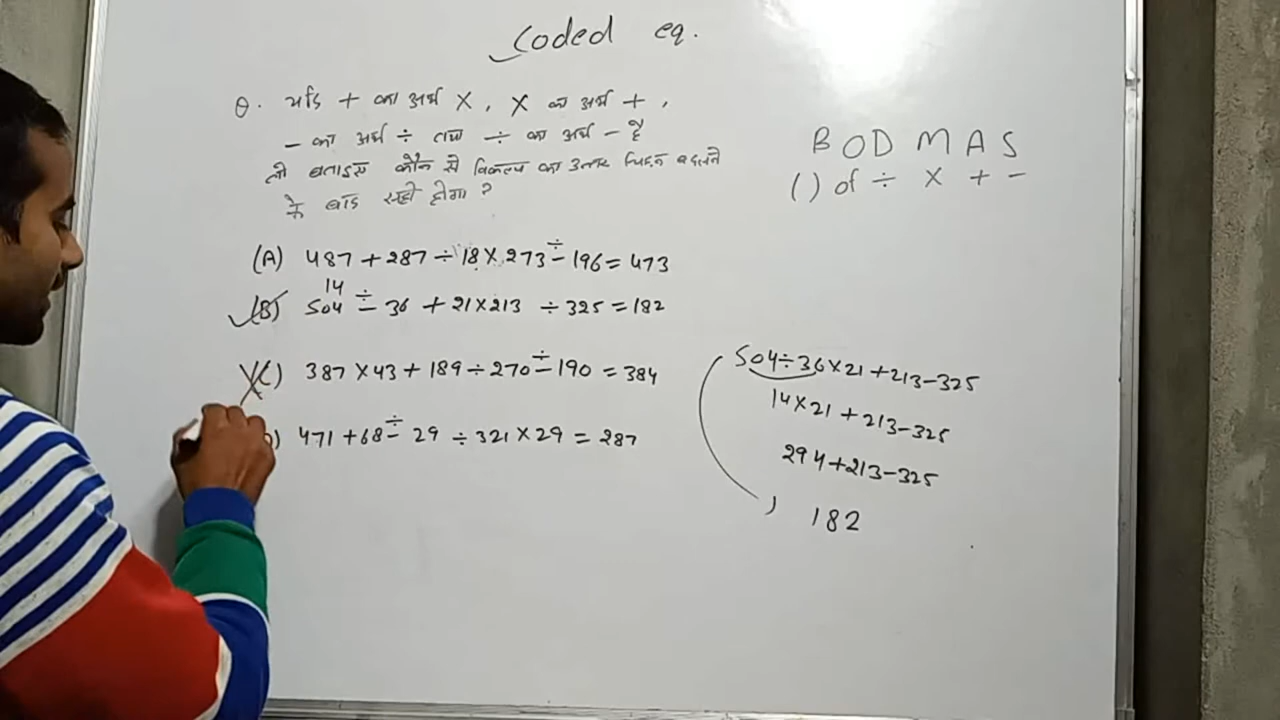 Coded eq.
Q. यदि + का अर्थ X, X का अर्थ +,
- का अर्थ ÷ तथा ÷ का अर्थ - है
तो बताइए कौन से विकल्प का उत्तर चिह्न बदलने
के बाद सही होगा ?
(A) 487 + 287 ÷ 18 X 273 ÷ - 196 = 473
14 ÷
(B) 504 - 36 + 21 X 213 ÷ 325 = 182
(C) 387 X 43 + 189 ÷ 270 ÷ - 190 = 384
) 471 + 68 ÷ - 29 ÷ 321 X 29 = 287
B O D M A S
( ) of ÷ X + -
504 ÷ 36 X 21 + 213 - 325
14 X 21 + 213 - 325
294 + 213 - 325
182